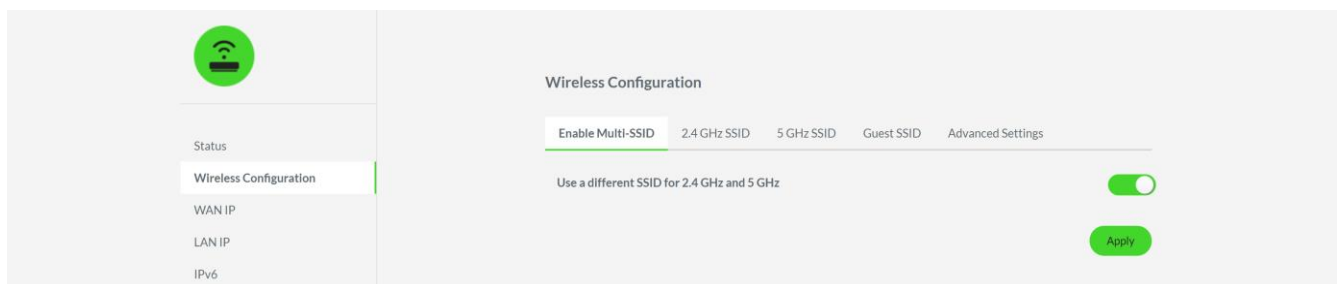 Wireless Configuration
Enable Multi-SSID 2.4 GHz SSID 5 GHz SSID Guest SSID Advanced Settings
Status
Wireless Configuration
Use a different SSID for 2.4 GHz and 5 GHz
WAN IP
LAN IP
Apply
IPv6